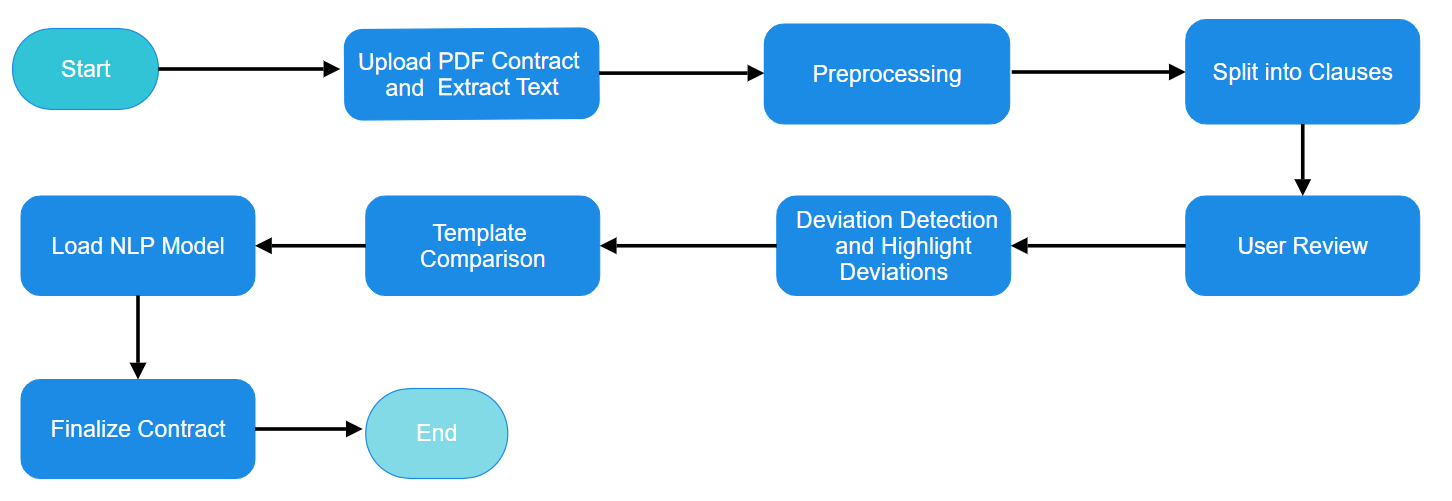 Start
Upload PDF Contract
and Extract Text
Preprocessing
Split into Clauses
User Review
Deviation Detection
and Highlight
Deviations
Template
Comparison
Load NLP Model
Finalize Contract
End